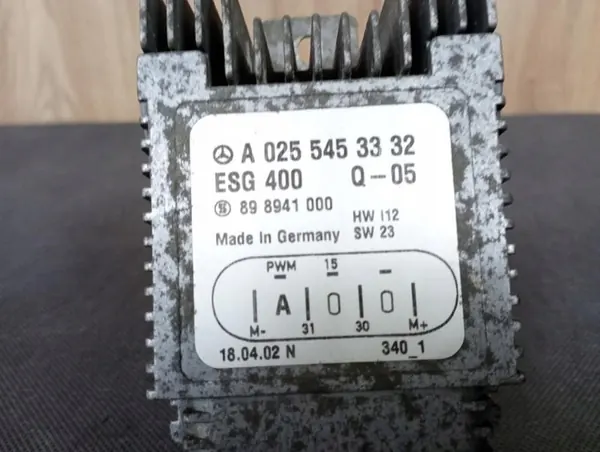 A 025 545 33 32
ESG 400 Q-05
89 8941 000 HW I12
Made in Germany SW 23
PWM 15 -
A 0 0
M- 31 30 M+
18.04.02 N 340_1